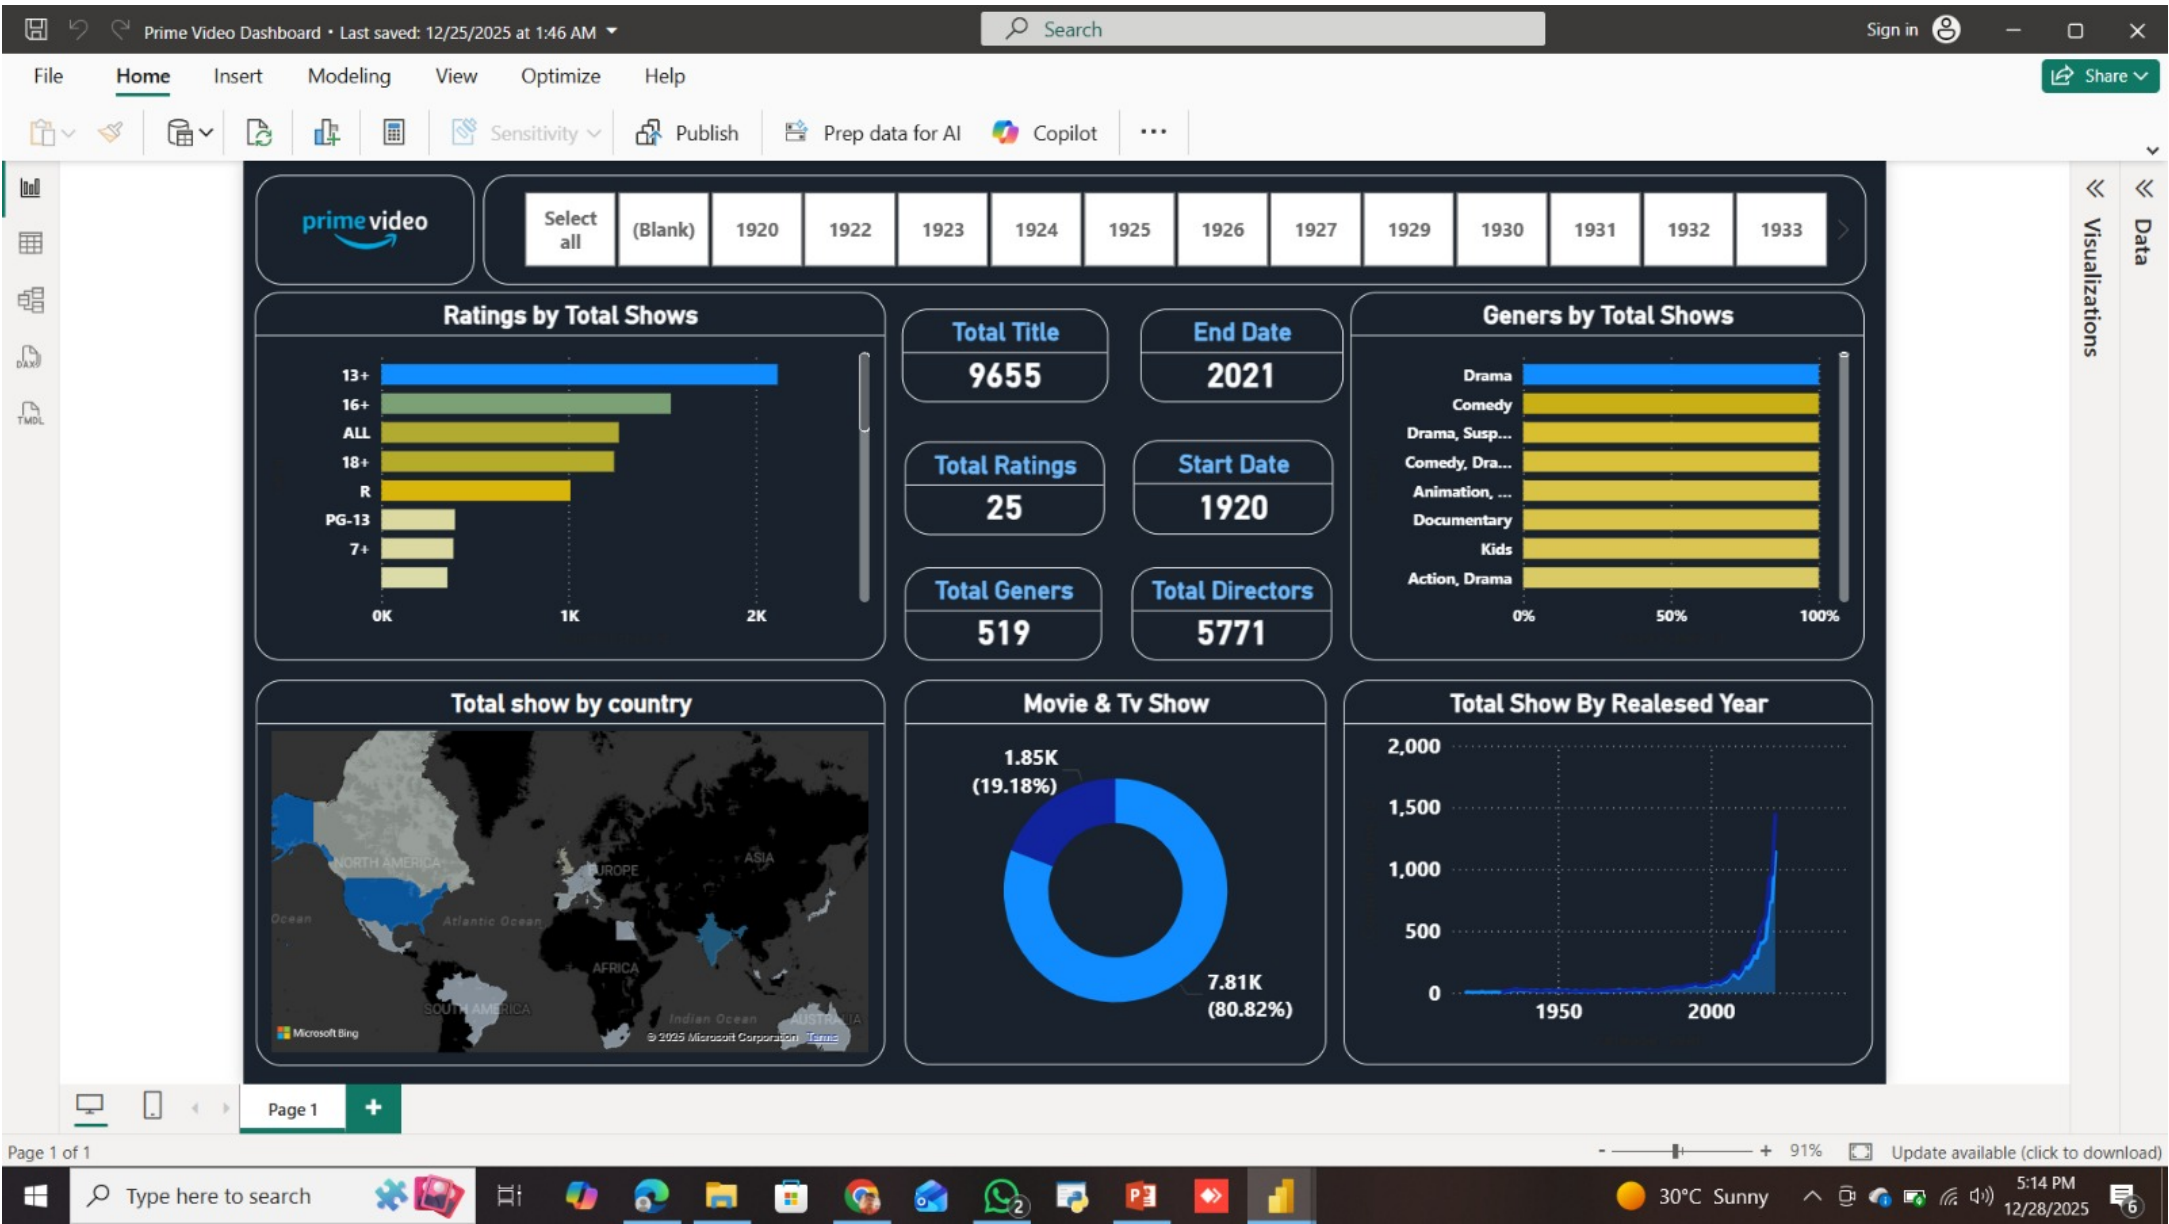 Prime Video Dashboard • Last saved: 12/25/2025 at 1:46 AM
Search
Sign in
File Home Insert Modeling View Optimize Help
Share
Sensitivity Publish Prep data for AI Copilot ...
DAX
TMDL
prime video
Select all (Blank) 1920 1922 1923 1924 1925 1926 1927 1929 1930 1931 1932 1933
Visualizations
Data
Ratings by Total Shows
13+
16+
ALL
18+
R
PG-13
7+
0K 1K 2K
Total Title
9655
End Date
2021
Total Ratings
25
Start Date
1920
Total Geners
519
Total Directors
5771
Geners by Total Shows
Drama
Comedy
Drama, Susp...
Comedy, Dra...
Animation, ...
Documentary
Kids
Action, Drama
0% 50% 100%
Total show by country
NORTH AMERICA
EUROPE
ASIA
Ocean
Atlantic Ocean
AFRICA
SOUTH AMERICA
Indian Ocean
AUSTRALIA
Microsoft Bing
© 2025 Microsoft Corporation Terms
Movie & Tv Show
1.85K
(19.18%)
7.81K
(80.82%)
Total Show By Realesed Year
2,000
1,500
1,000
500
0
1950 2000
Page 1
Page 1 of 1
91%
Update available (click to download)
Type here to search
2
30°C Sunny
5:14 PM
12/28/2025
6